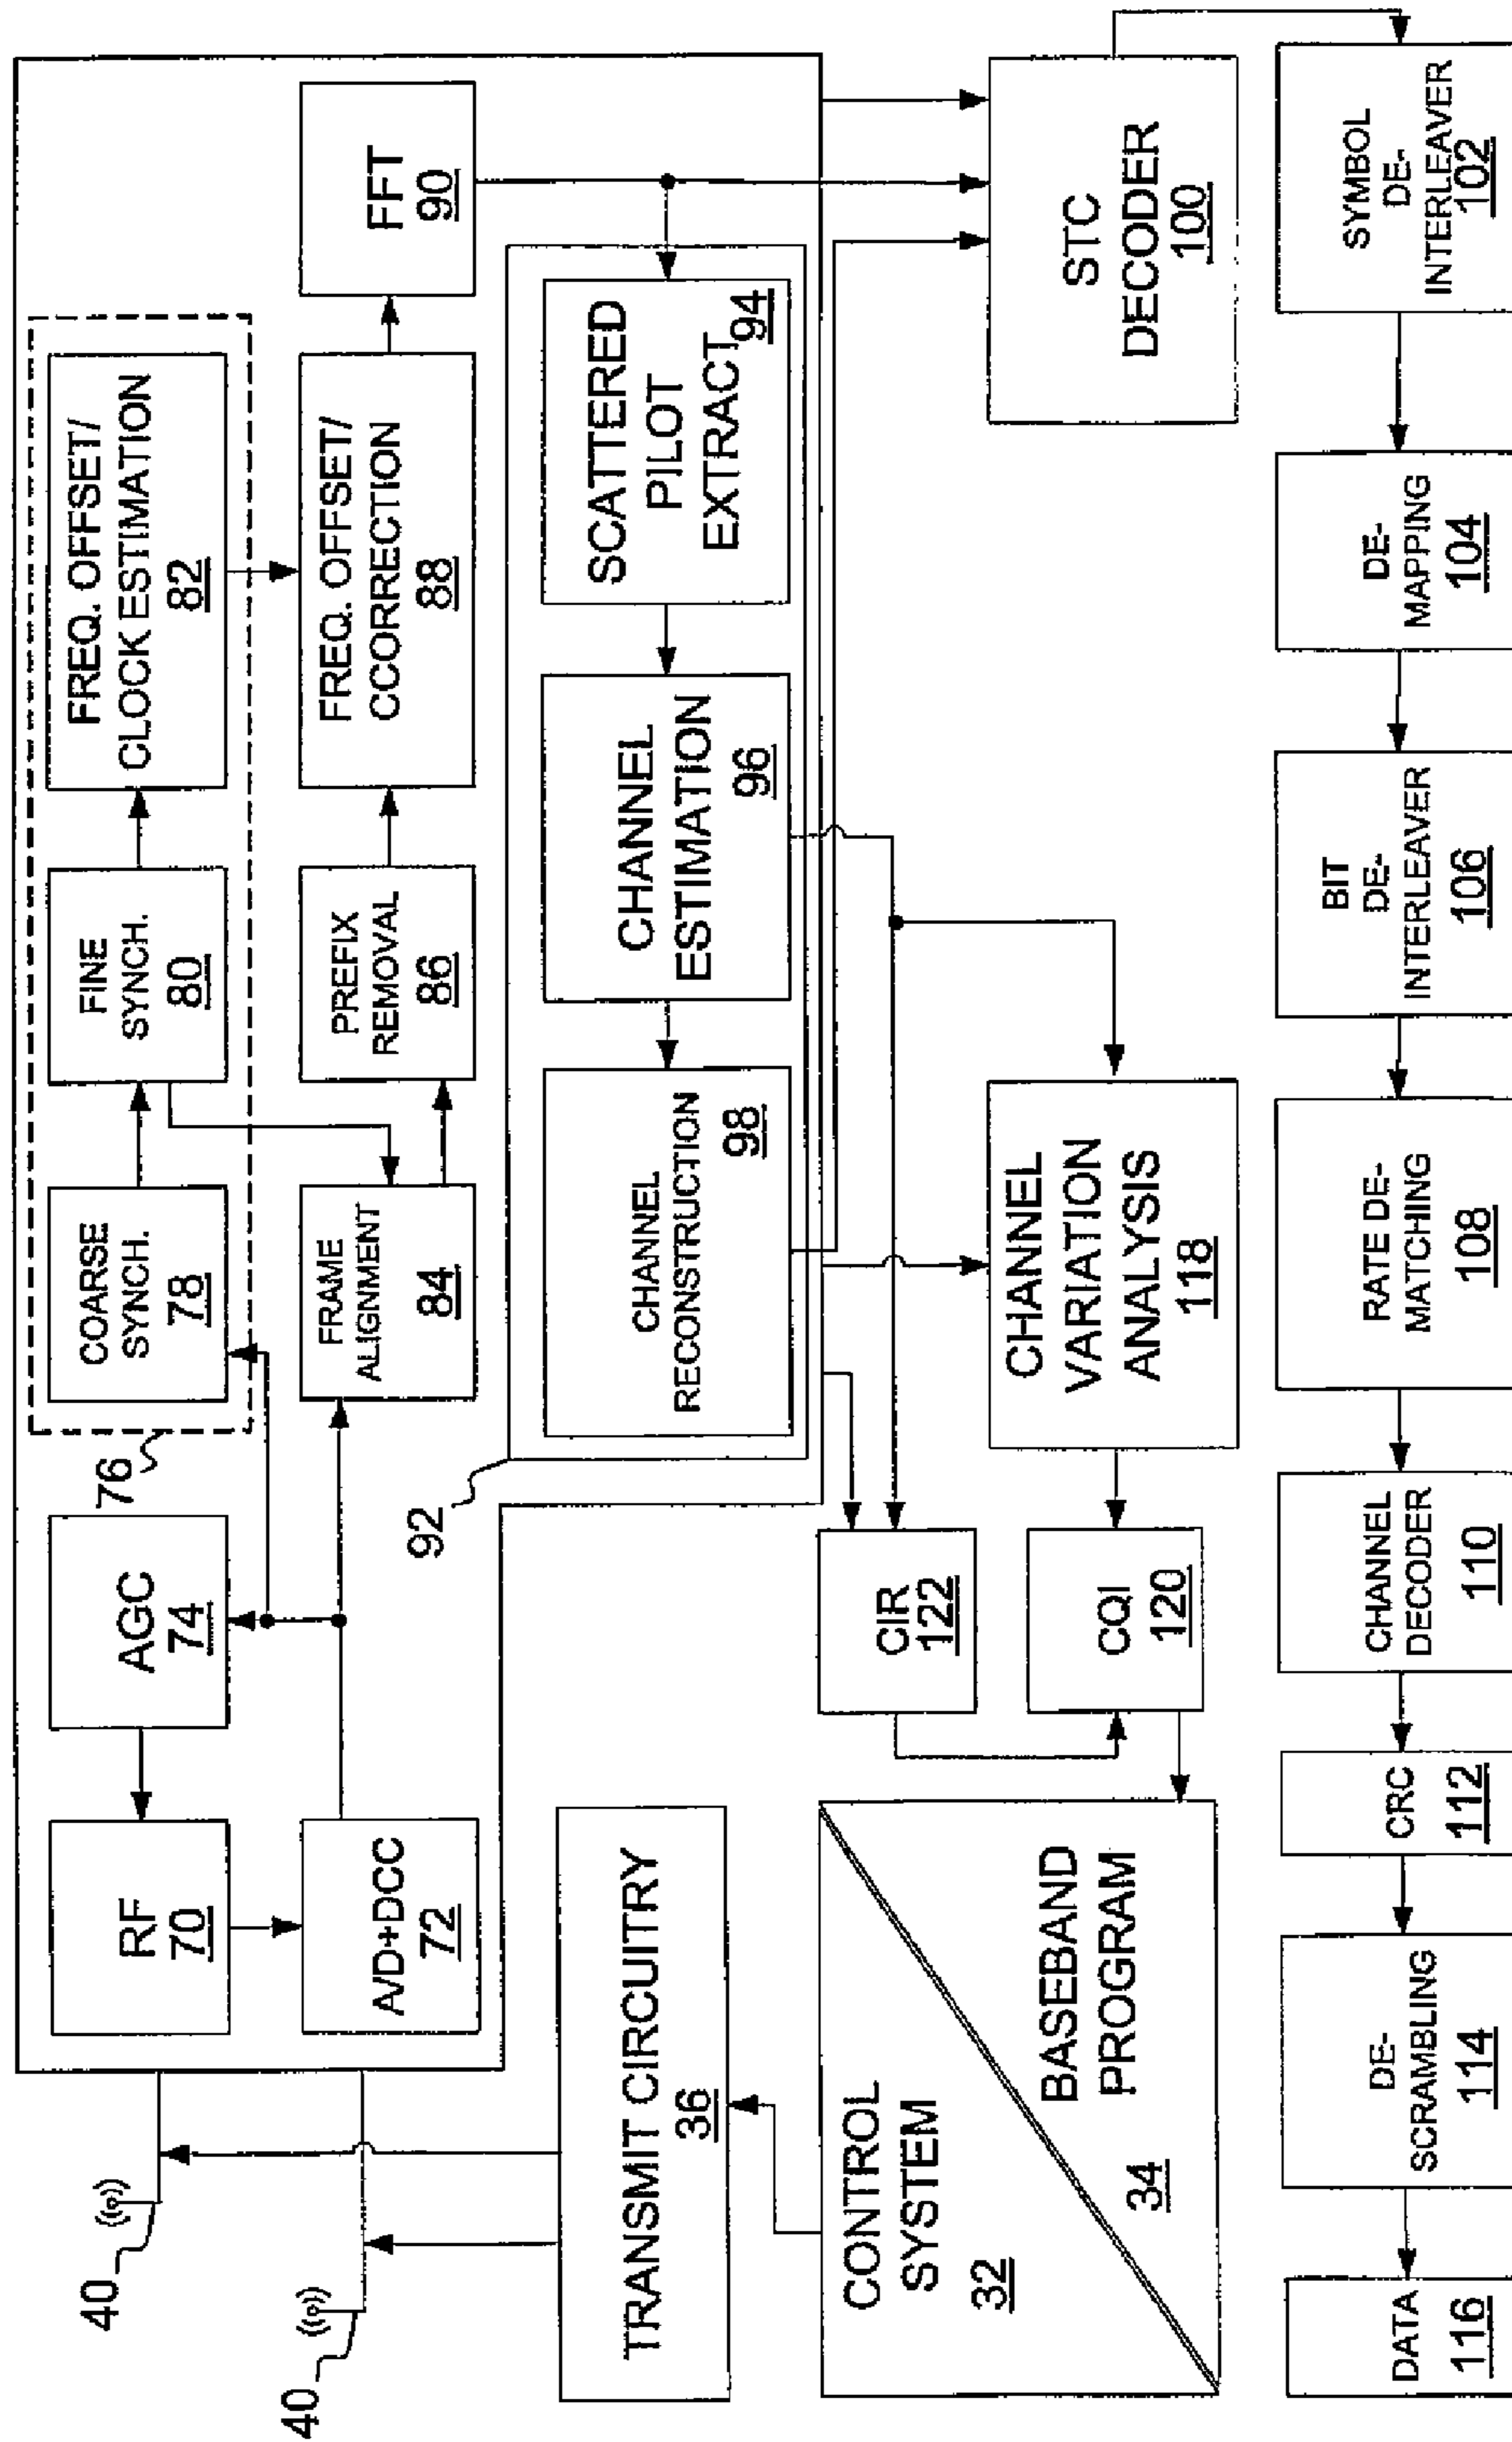 40
40
RF
70
AGC
74
76
COARSE
SYNCH.
78
FINE
SYNCH.
80
FREQ. OFFSET/
CLOCK ESTIMATION
82
A/D+DCC
72
FRAME
ALIGNMENT
84
PREFIX
REMOVAL
86
FREQ. OFFSET/
CCORRECTION
88
FFT
90
92
CHANNEL
RECONSTRUCTION
98
CHANNEL
ESTIMATION
96
SCATTERED
PILOT
EXTRACT
94
TRANSMIT CIRCUITRY
36
CONTROL
SYSTEM
32
BASEBAND
PROGRAM
34
CIR
122
CQI
120
CHANNEL
VARIATION
ANALYSIS
118
STC
DECODER
100
DATA
116
DE-
SCRAMBLING
114
CRC
112
CHANNEL
DECODER
110
RATE DE-
MATCHING
108
BIT
DE-
INTERLEAVER
106
DE-
MAPPING
104
SYMBOL
DE-
INTERLEAVER
102